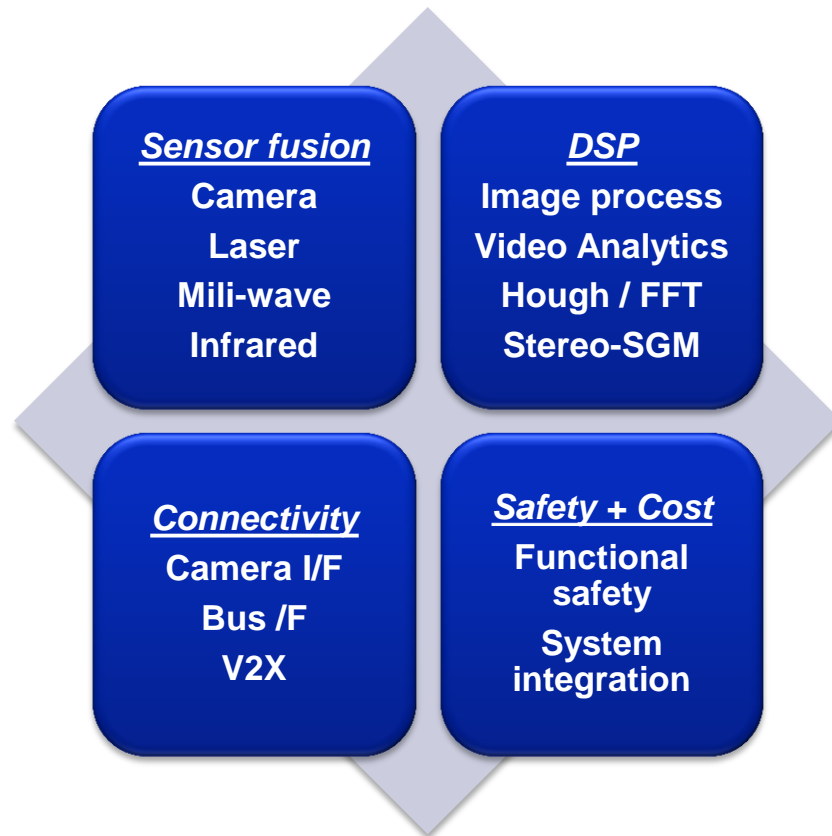 Sensor fusion
Camera
Laser
Mili-wave
Infrared
DSP
Image process
Video Analytics
Hough / FFT
Stereo-SGM
Connectivity
Camera I/F
Bus /F
V2X
Safety + Cost
Functional
safety
System
integration